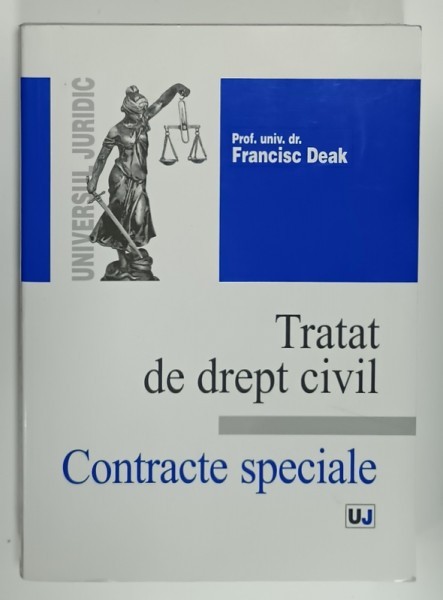 UNIVERSUL JURIDIC
Prof. univ. dr.
Francisc Deak
Tratat
de drept civil
Contracte speciale
UJ